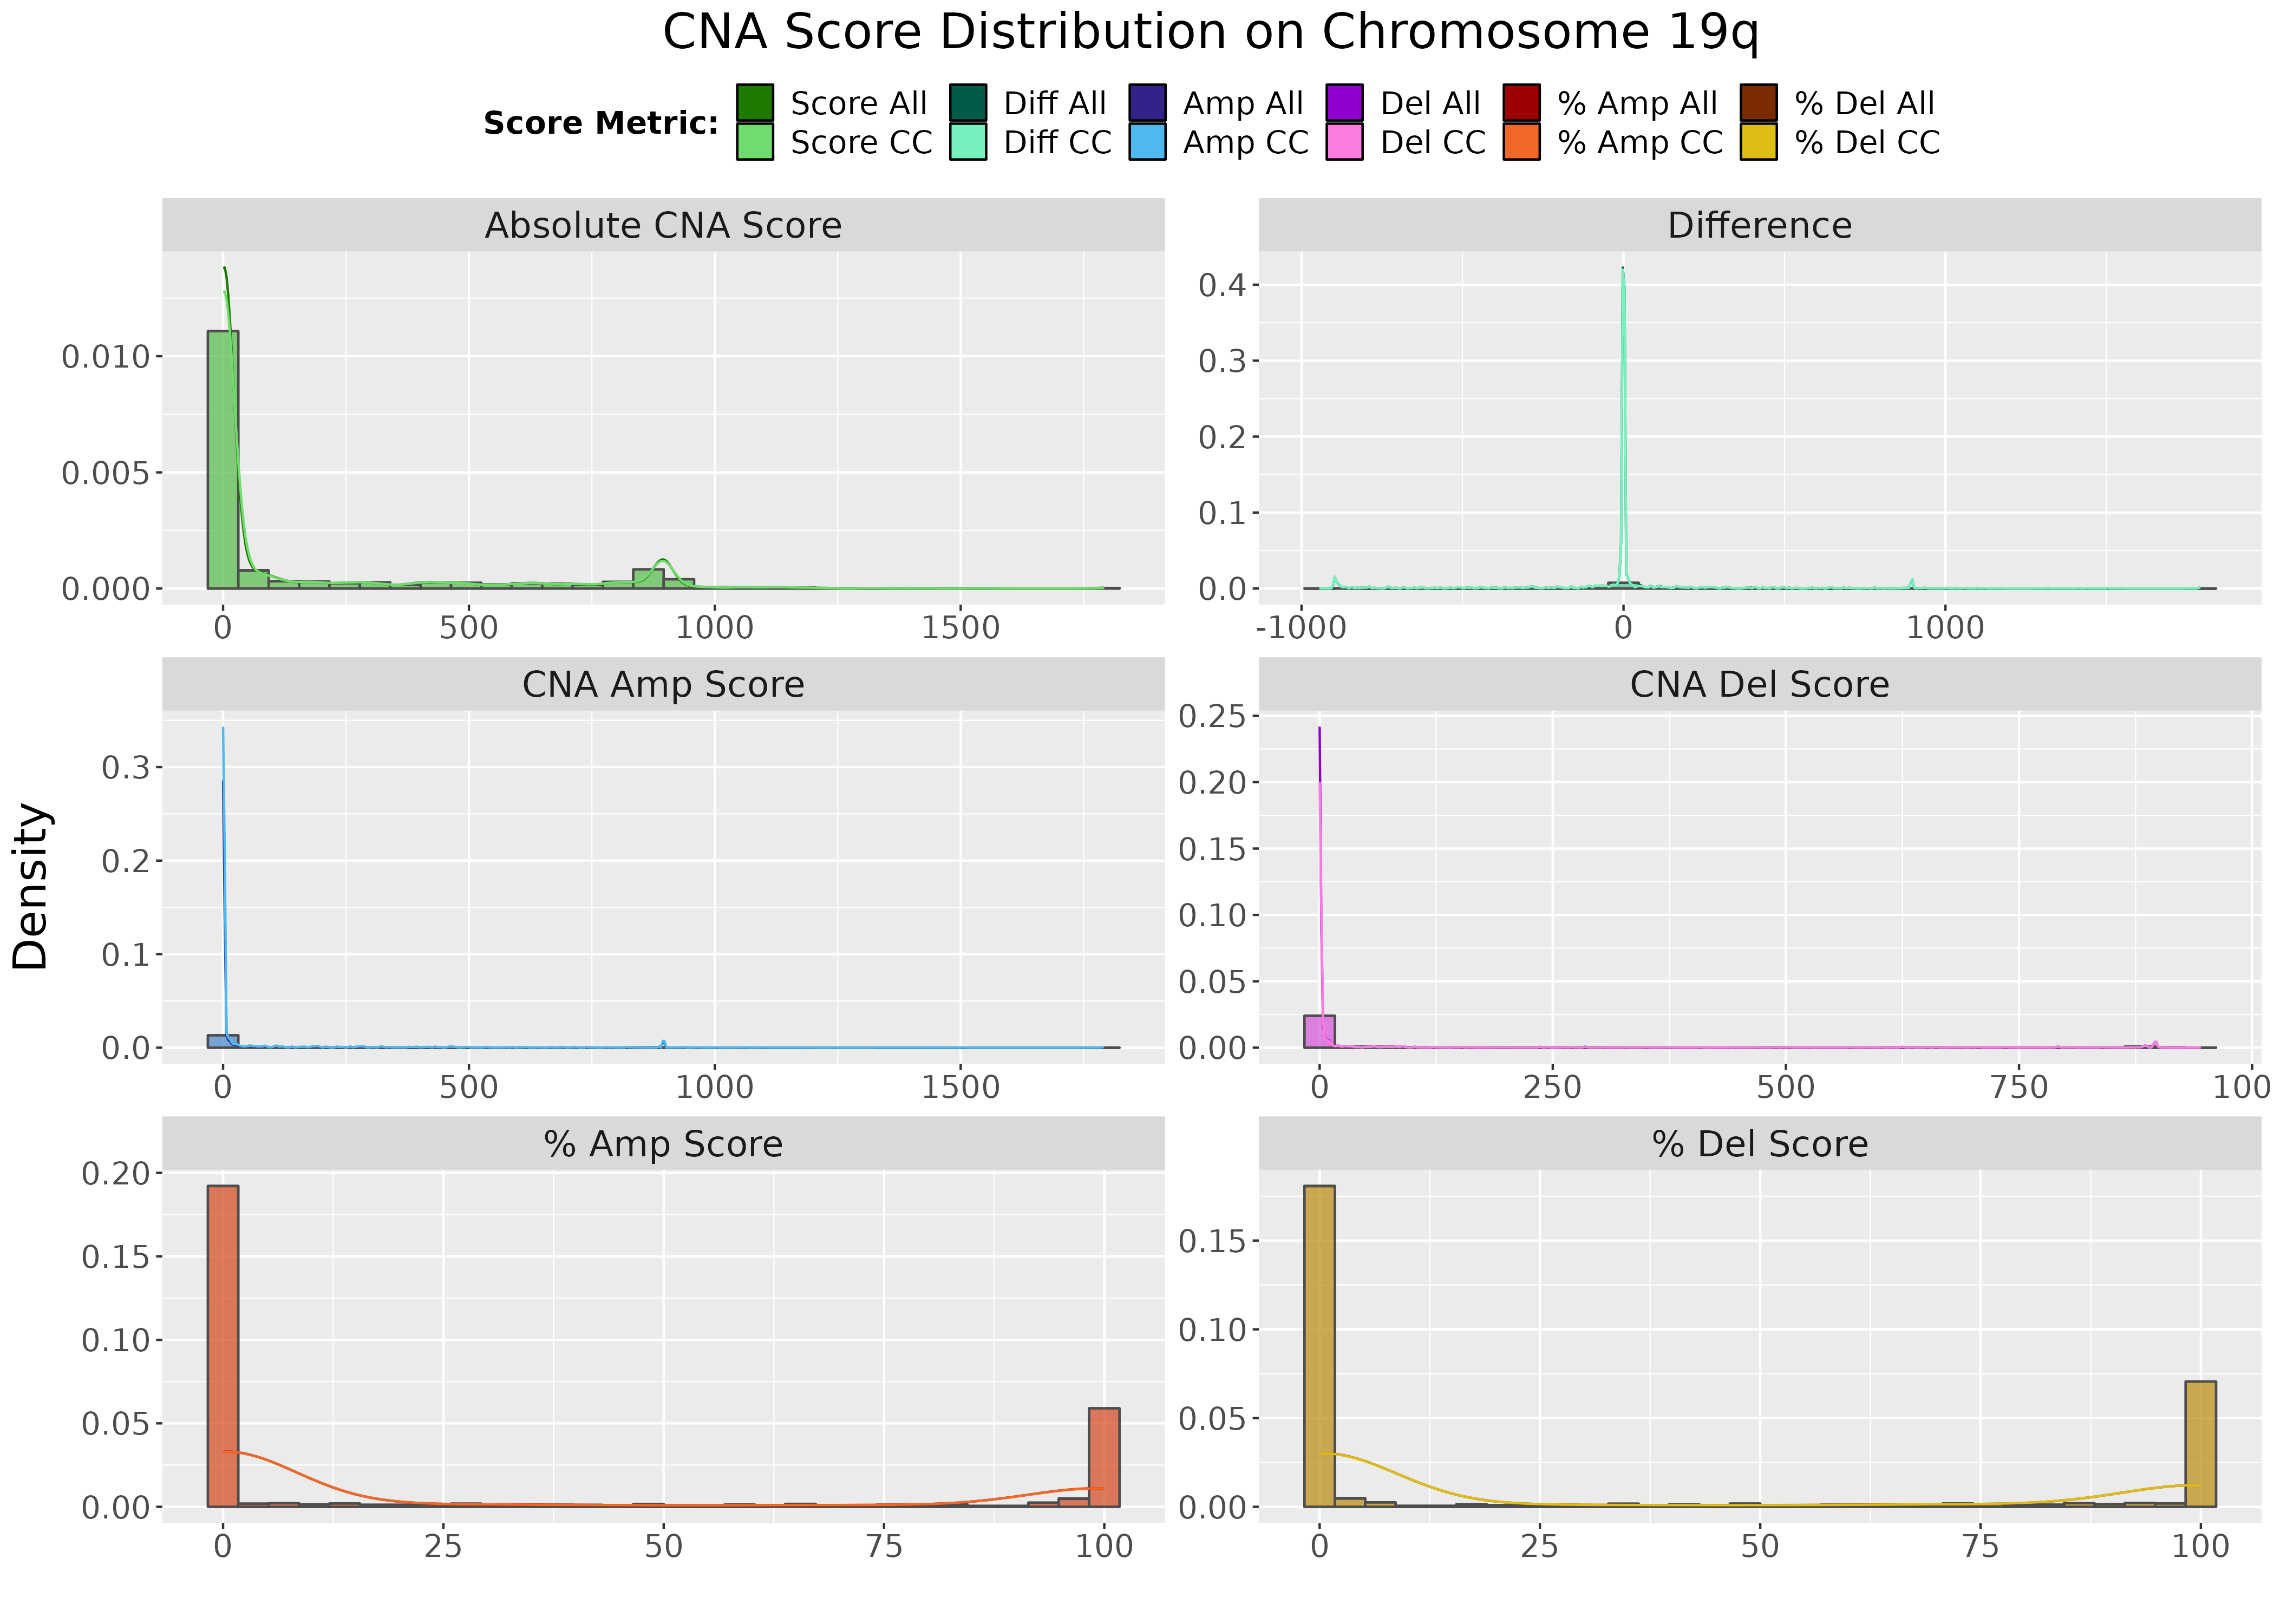 CNA Score Distribution on Chromosome 19q
Score Metric:
Score All Diff All Amp All Del All % Amp All % Del All
Score CC Diff CC Amp CC Del CC % Amp CC % Del CC
Absolute CNA Score
0.010
0.005
0.000
0 500 1000 1500
Difference
0.4
0.3
0.2
0.1
0.0
-1000 0 1000
Density
CNA Amp Score
0.3
0.2
0.1
0.0
0 500 1000 1500
CNA Del Score
0.25
0.20
0.15
0.10
0.05
0.00
0 250 500 750 100
% Amp Score
0.20
0.15
0.10
0.05
0.00
0 25 50 75 100
% Del Score
0.15
0.10
0.05
0.00
0 25 50 75 100